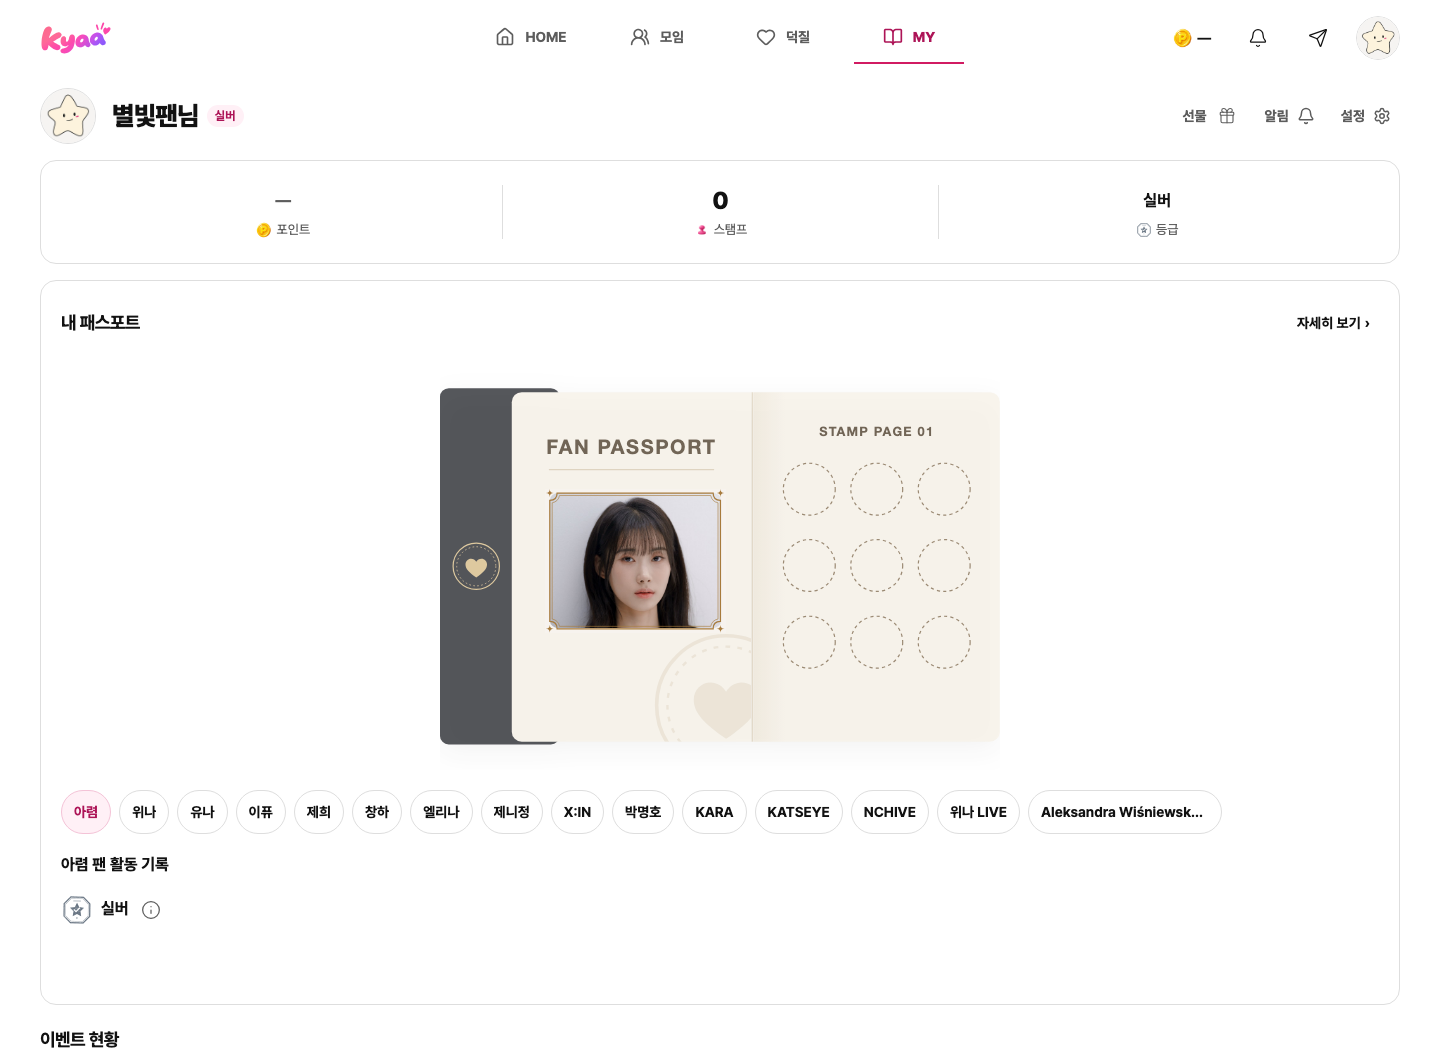 kyaa
HOME
모임
덕질
MY
—
별빛팬님
실버
선물
알림
설정
—
포인트
0
스탬프
실버
등급
내 패스포트
자세히 보기 ›
FAN PASSPORT
STAMP PAGE 01
아렴
위나
유나
이퓨
제희
창하
엘리나
제니정
X:IN
박명호
KARA
KATSEYE
NCHIVE
위나 LIVE
Aleksandra Wiśniewsk...
아렴 팬 활동 기록
실버
이벤트 현황